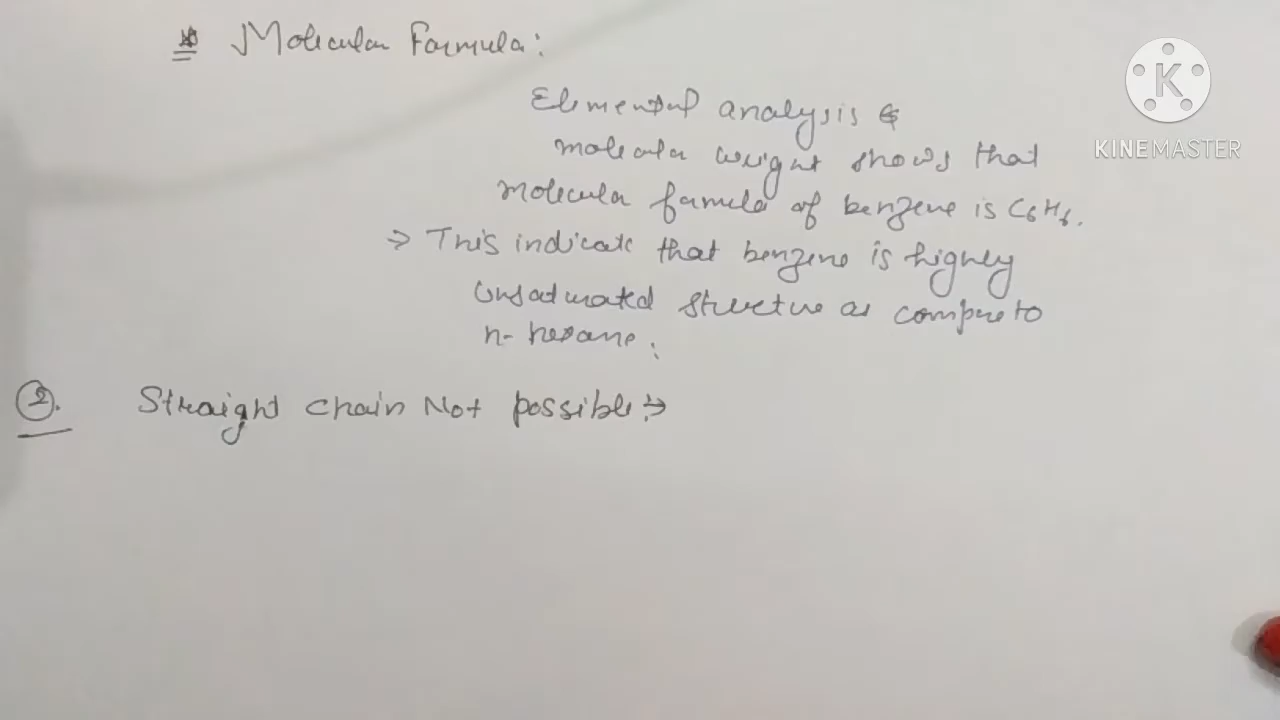 * Molecular Formula:
Elemental analysis &
molecular weight shows that
molecular formula of benzene is C6H6.
⇒ This indicate that benzene is highly
Unsaturated structure as compare to
n-hexane.
2. Straight chain Not possible :→
K
KINEMASTER